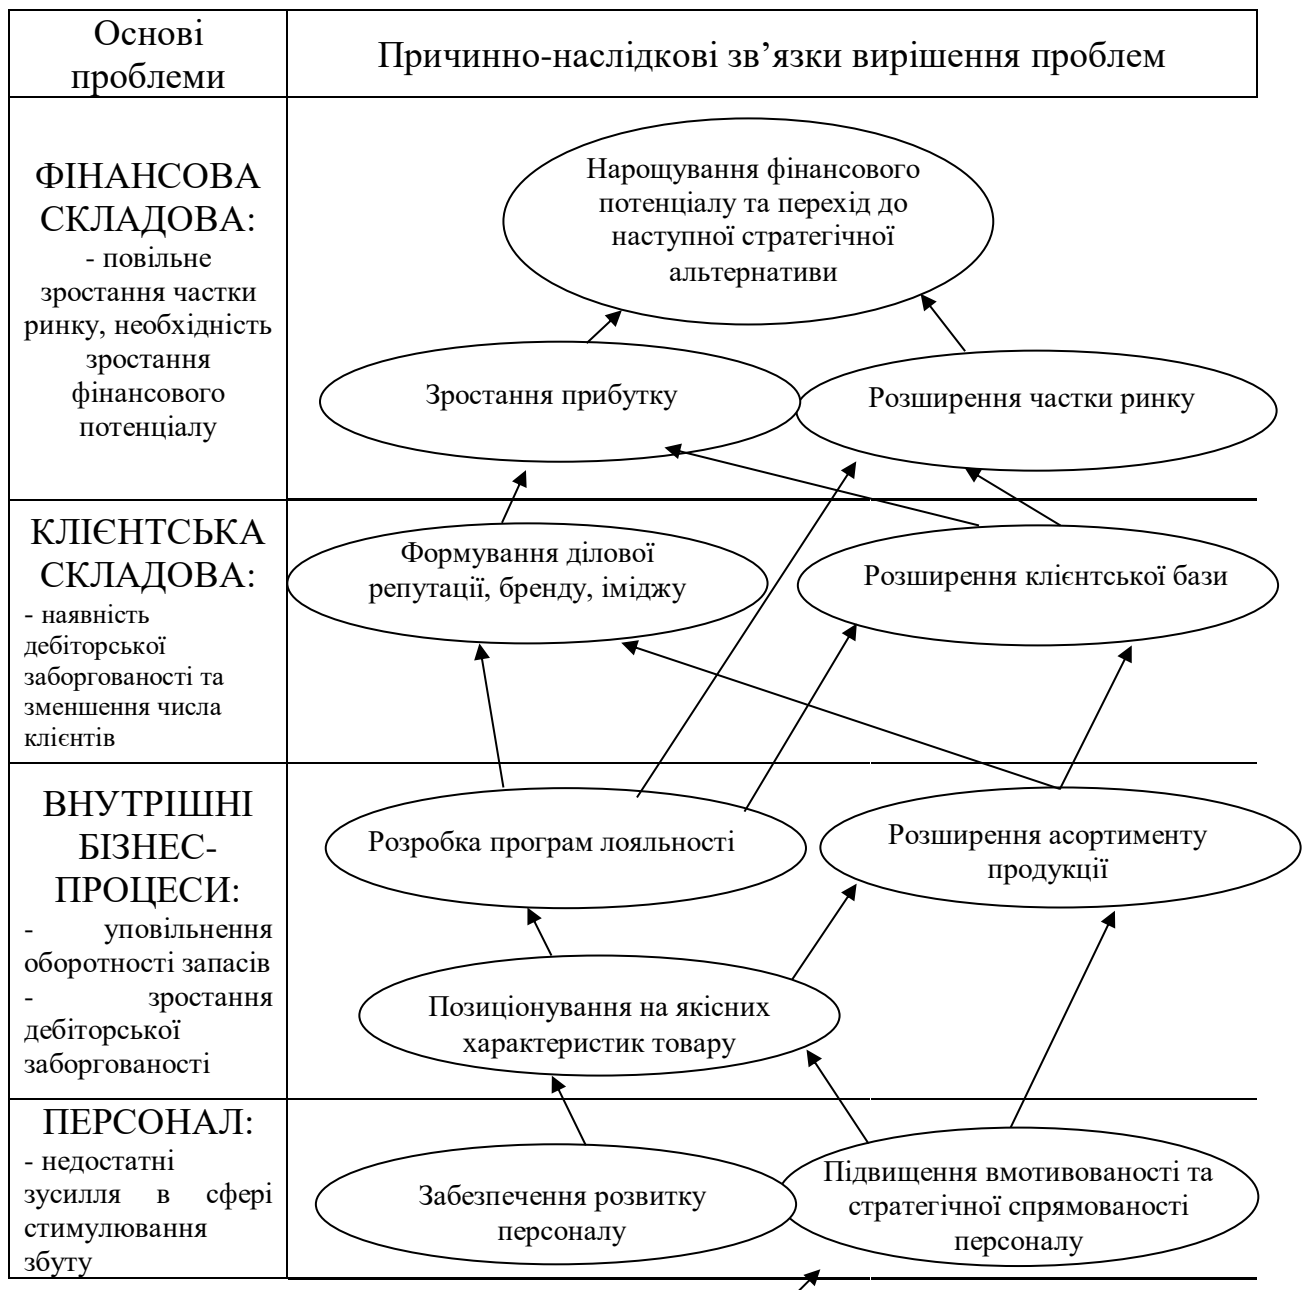 Основі
проблеми
Причинно-наслідкові зв’язки вирішення проблем
ФІНАНСОВА
СКЛАДОВА:
- повільне
зростання частки
ринку, необхідність
зростання
фінансового
потенціалу
Нарощування фінансового
потенціалу та перехід до
наступної стратегічної
альтернативи
Зростання прибутку
Розширення частки ринку
КЛІЄНТСЬКА
СКЛАДОВА:
- наявність
дебіторської
заборгованості та
зменшення числа
клієнтів
Формування ділової
репутації, бренду, іміджу
Розширення клієнтської бази
ВНУТРІШНІ
БІЗНЕС-
ПРОЦЕСИ:
- уповільнення
оборотності запасів
- зростання
дебіторської
заборгованості
Розробка програм лояльності
Розширення асортименту
продукції
Позиціонування на якісних
характеристик товару
ПЕРСОНАЛ:
- недостатні
зусилля в сфері
стимулювання
збуту
Забезпечення розвитку
персоналу
Підвищення вмотивованості та
стратегічної спрямованості
персоналу